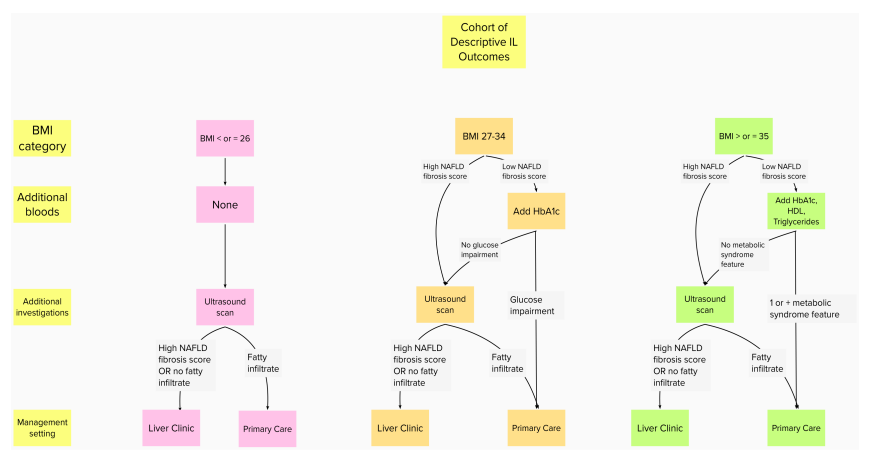 Cohort of
Descriptive IL
Outcomes
BMI
category
BMI < or = 26
BMI 27-34
BMI > or = 35
High NAFLD
fibrosis score
Low NAFLD
fibrosis score
High NAFLD
fibrosis score
Low NAFLD
fibrosis score
Additional
bloods
None
Add HbA1c
Add HbA1c,
HDL,
Triglycerides
No glucose
impairment
No metabolic
syndrome
feature
Additional
investigations
Ultrasound
scan
Ultrasound
scan
Glucose
impairment
Ultrasound
scan
1 or + metabolic
syndrome feature
High NAFLD
fibrosis score
OR no fatty
infiltrate
Fatty
infiltrate
High NAFLD
fibrosis score
OR no fatty
infiltrate
Fatty
infiltrate
High NAFLD
fibrosis score
OR no fatty
infiltrate
Fatty
infiltrate
Management
setting
Liver Clinic
Primary Care
Liver Clinic
Primary Care
Liver Clinic
Primary Care